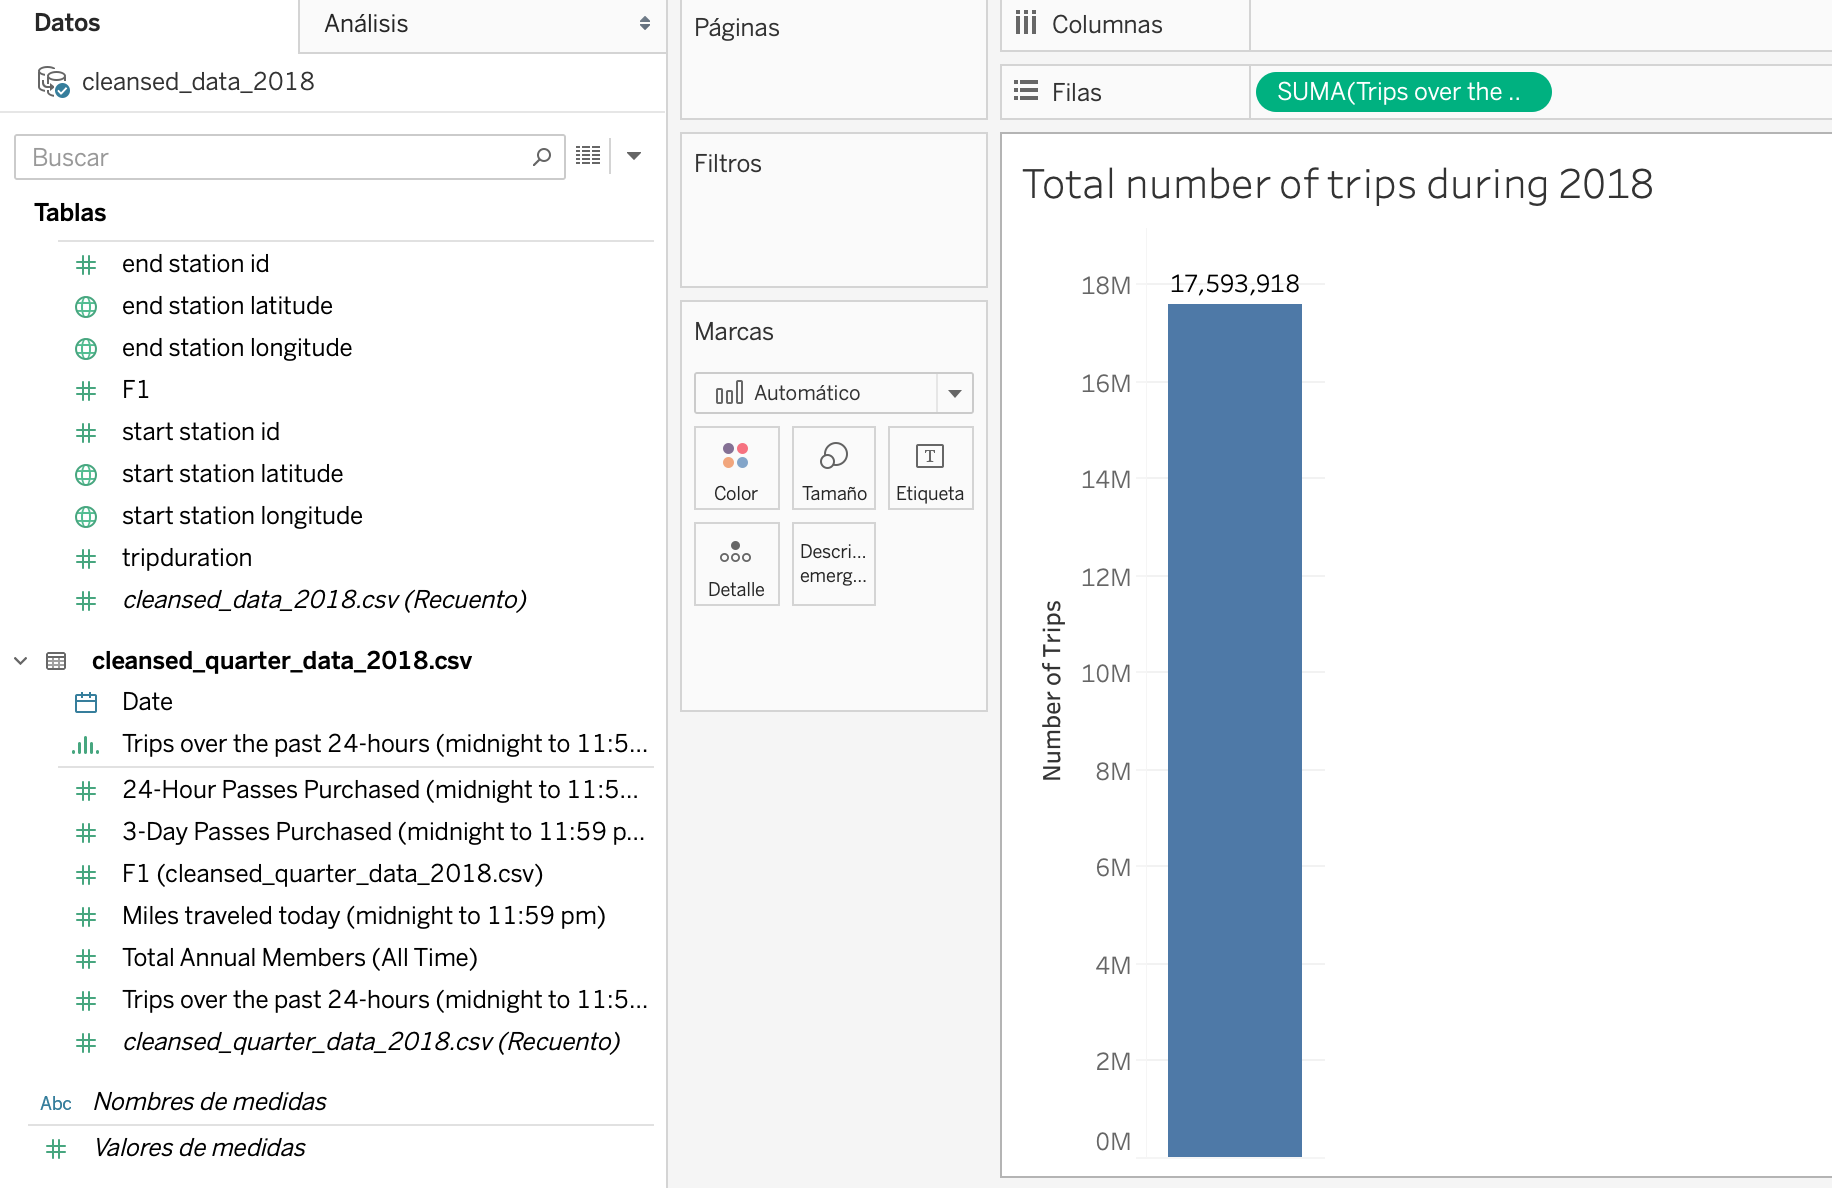 Datos
Análisis
cleansed_data_2018
Buscar
Tablas
end station id
end station latitude
end station longitude
F1
start station id
start station latitude
start station longitude
tripduration
cleansed_data_2018.csv (Recuento)
cleansed_quarter_data_2018.csv
Date
Trips over the past 24-hours (midnight to 11:5...
24-Hour Passes Purchased (midnight to 11:5...
3-Day Passes Purchased (midnight to 11:59 p...
F1 (cleansed_quarter_data_2018.csv)
Miles traveled today (midnight to 11:59 pm)
Total Annual Members (All Time)
Trips over the past 24-hours (midnight to 11:5...
cleansed_quarter_data_2018.csv (Recuento)
Abc Nombres de medidas
Valores de medidas
Páginas
Filtros
Marcas
Automático
Color
Tamaño
T
Etiqueta
Detalle
Descri...
emerg...
Columnas
Filas
SUMA(Trips over the ..
Total number of trips during 2018
17,593,918
Number of Trips
18M
16M
14M
12M
10M
8M
6M
4M
2M
0M